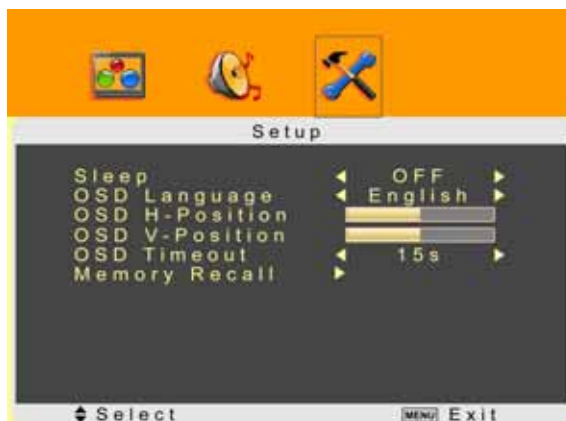 Setup
Sleep OFF
OSD Language English
OSD H-Position
OSD V-Position
OSD Timeout 15s
Memory Recall
Select MENU Exit